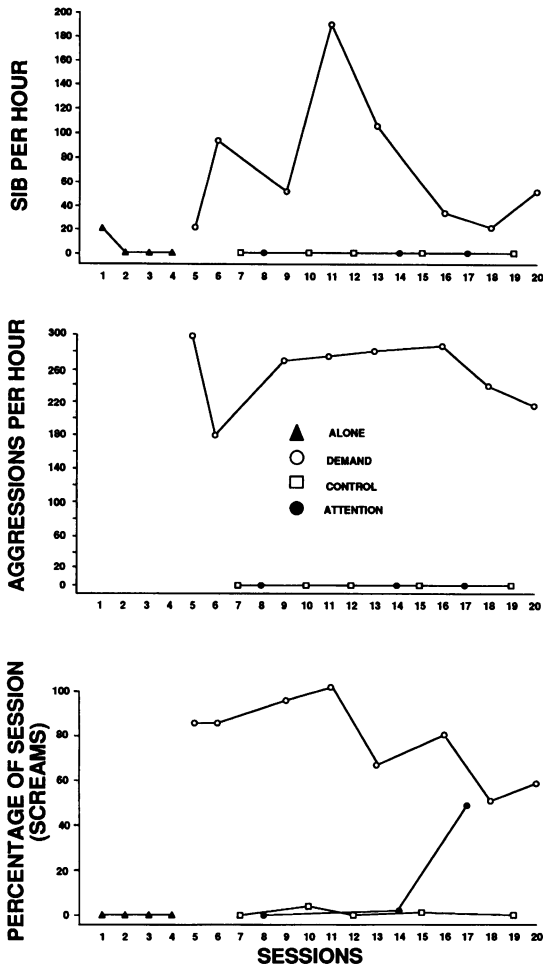 SIB PER HOUR
200
180
160
140
120
100
80
60
40
20
0
1 2 3 4 5 6 7 8 9 10 11 12 13 14 15 16 17 18 19 20
AGGRESSIONS PER HOUR
300
260
220
180
140
100
60
20
0
ALONE
DEMAND
CONTROL
ATTENTION
1 2 3 4 5 6 7 8 9 10 11 12 13 14 15 16 17 18 19 20
PERCENTAGE OF SESSION
(SCREAMS)
100
80
60
40
20
0
1 2 3 4 5 6 7 8 9 10 11 12 13 14 15 16 17 18 19 20
SESSIONS